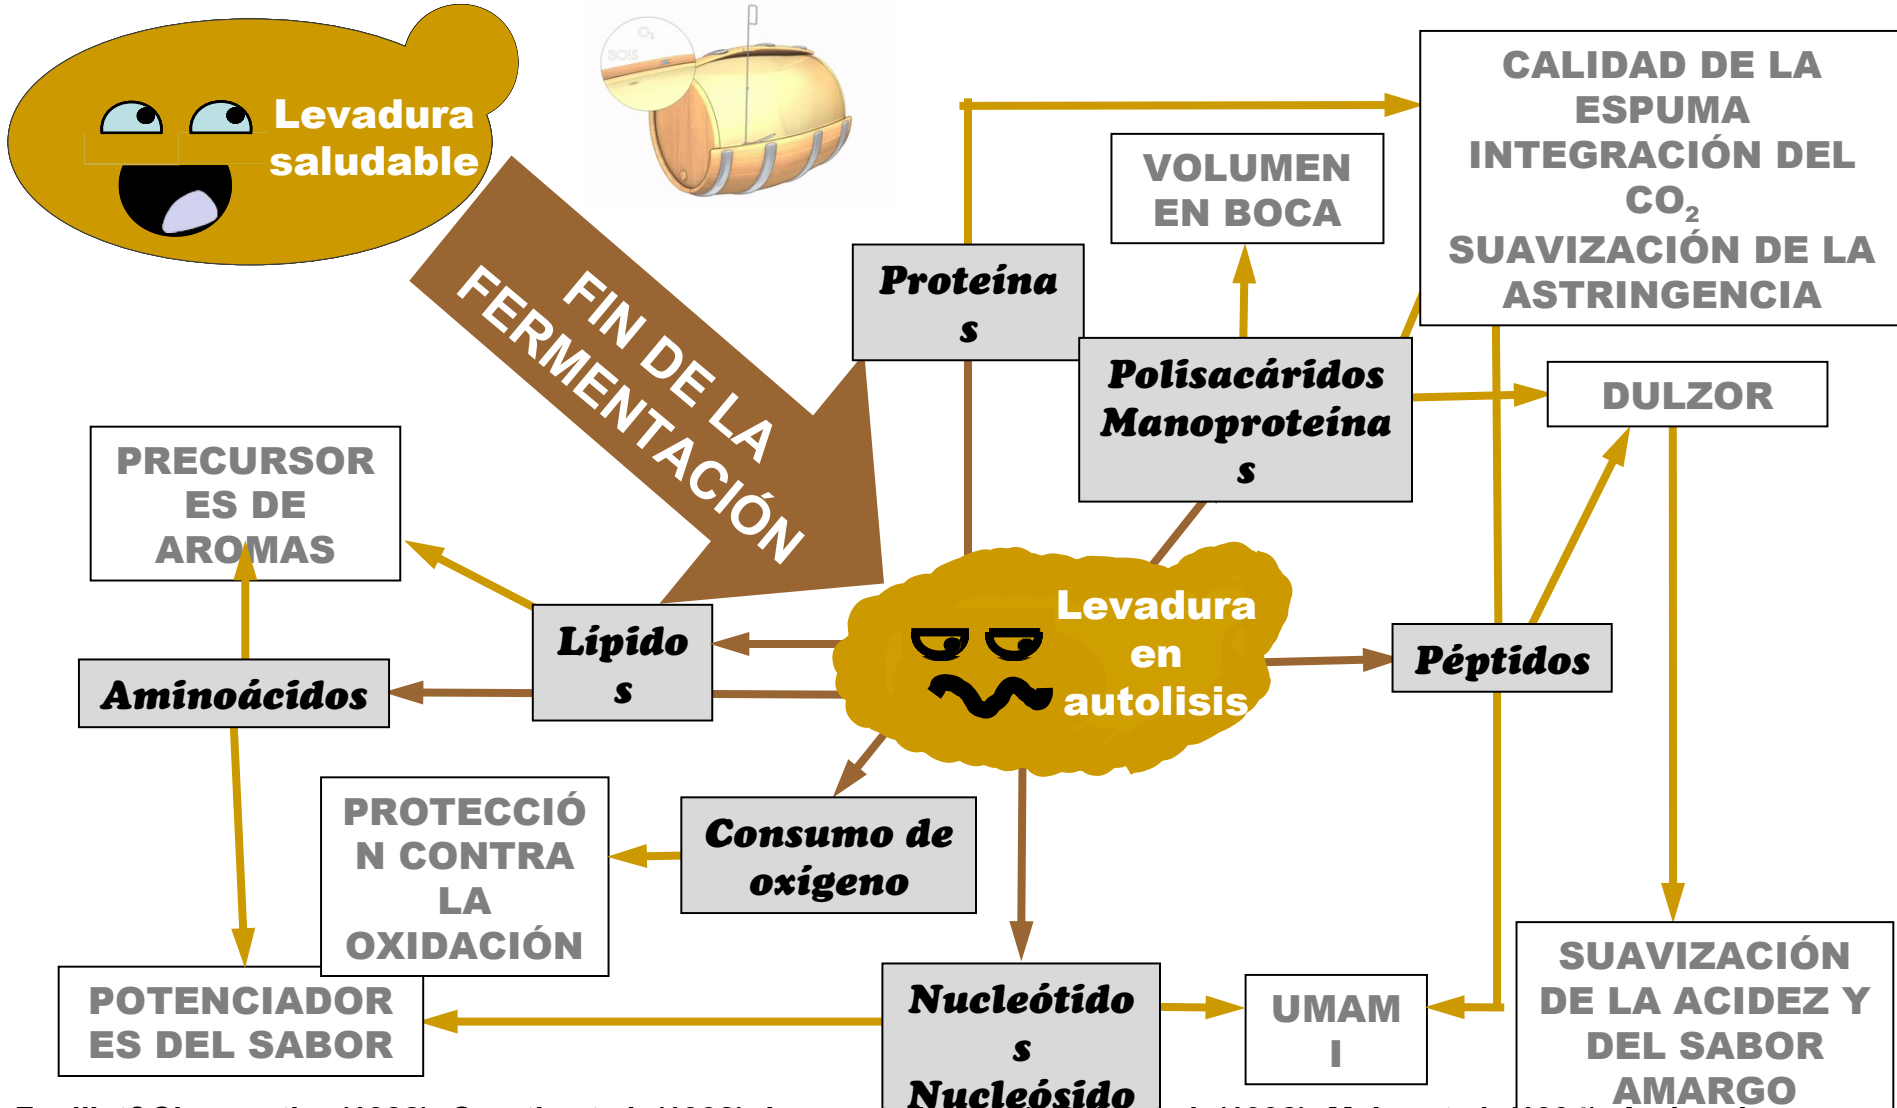 Levadura
saludable
O₂
BOIS
FIN DE LA
FERMENTACIÓN
CALIDAD DE LA
ESPUMA
INTEGRACIÓN DEL
CO₂
SUAVIZACIÓN DE LA
ASTRINGENCIA
VOLUMEN
EN BOCA
Proteína
s
Polisacáridos
Manoproteína
s
DULZOR
PRECURSOR
ES DE
AROMAS
Lípido
s
Levadura
en
autolisis
Péptidos
Aminoácidos
PROTECCIÓ
N CONTRA
LA
OXIDACIÓN
Consumo de
oxígeno
POTENCIADOR
ES DEL SABOR
Nucleótido
s
Nucleósido
UMAM
I
SUAVIZACIÓN
DE LA ACIDEZ Y
DEL SABOR
AMARGO